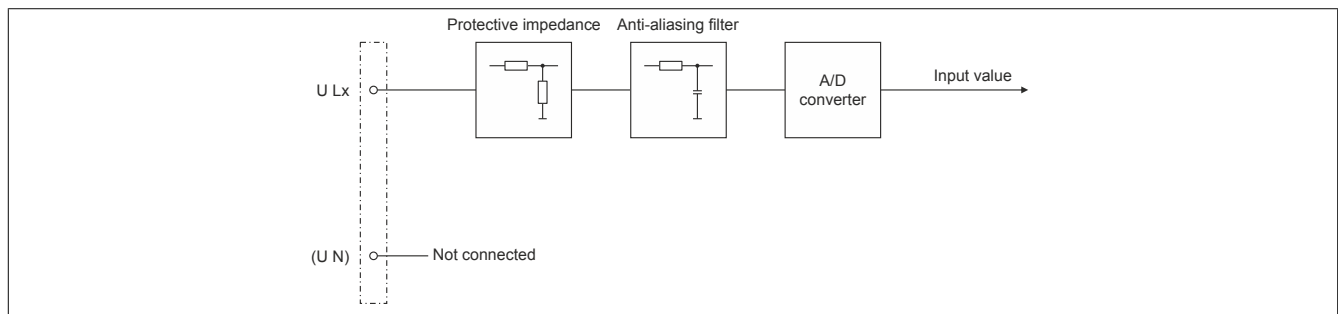 Protective impedance
Anti-aliasing filter
U Lx
A/D
converter
Input value
(U N)
Not connected